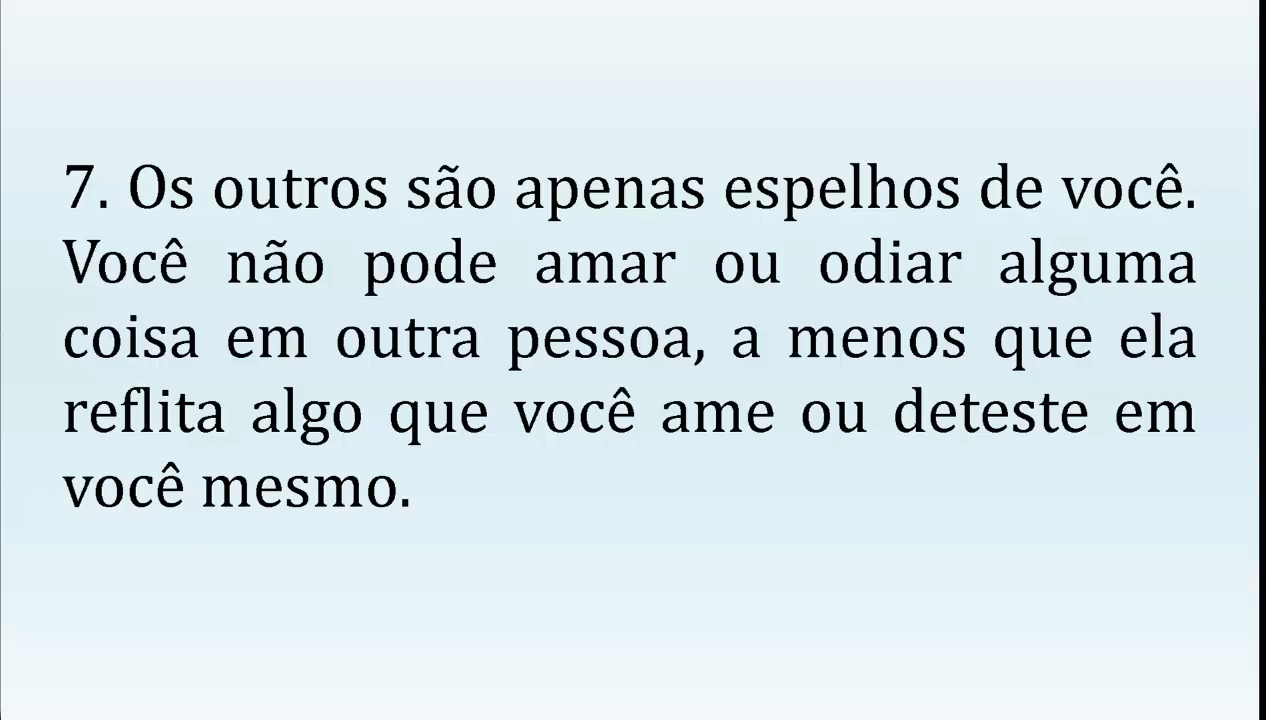 7. Os outros são apenas espelhos de você.
Você não pode amar ou odiar alguma
coisa em outra pessoa, a menos que ela
reflita algo que você ame ou deteste em
você mesmo.